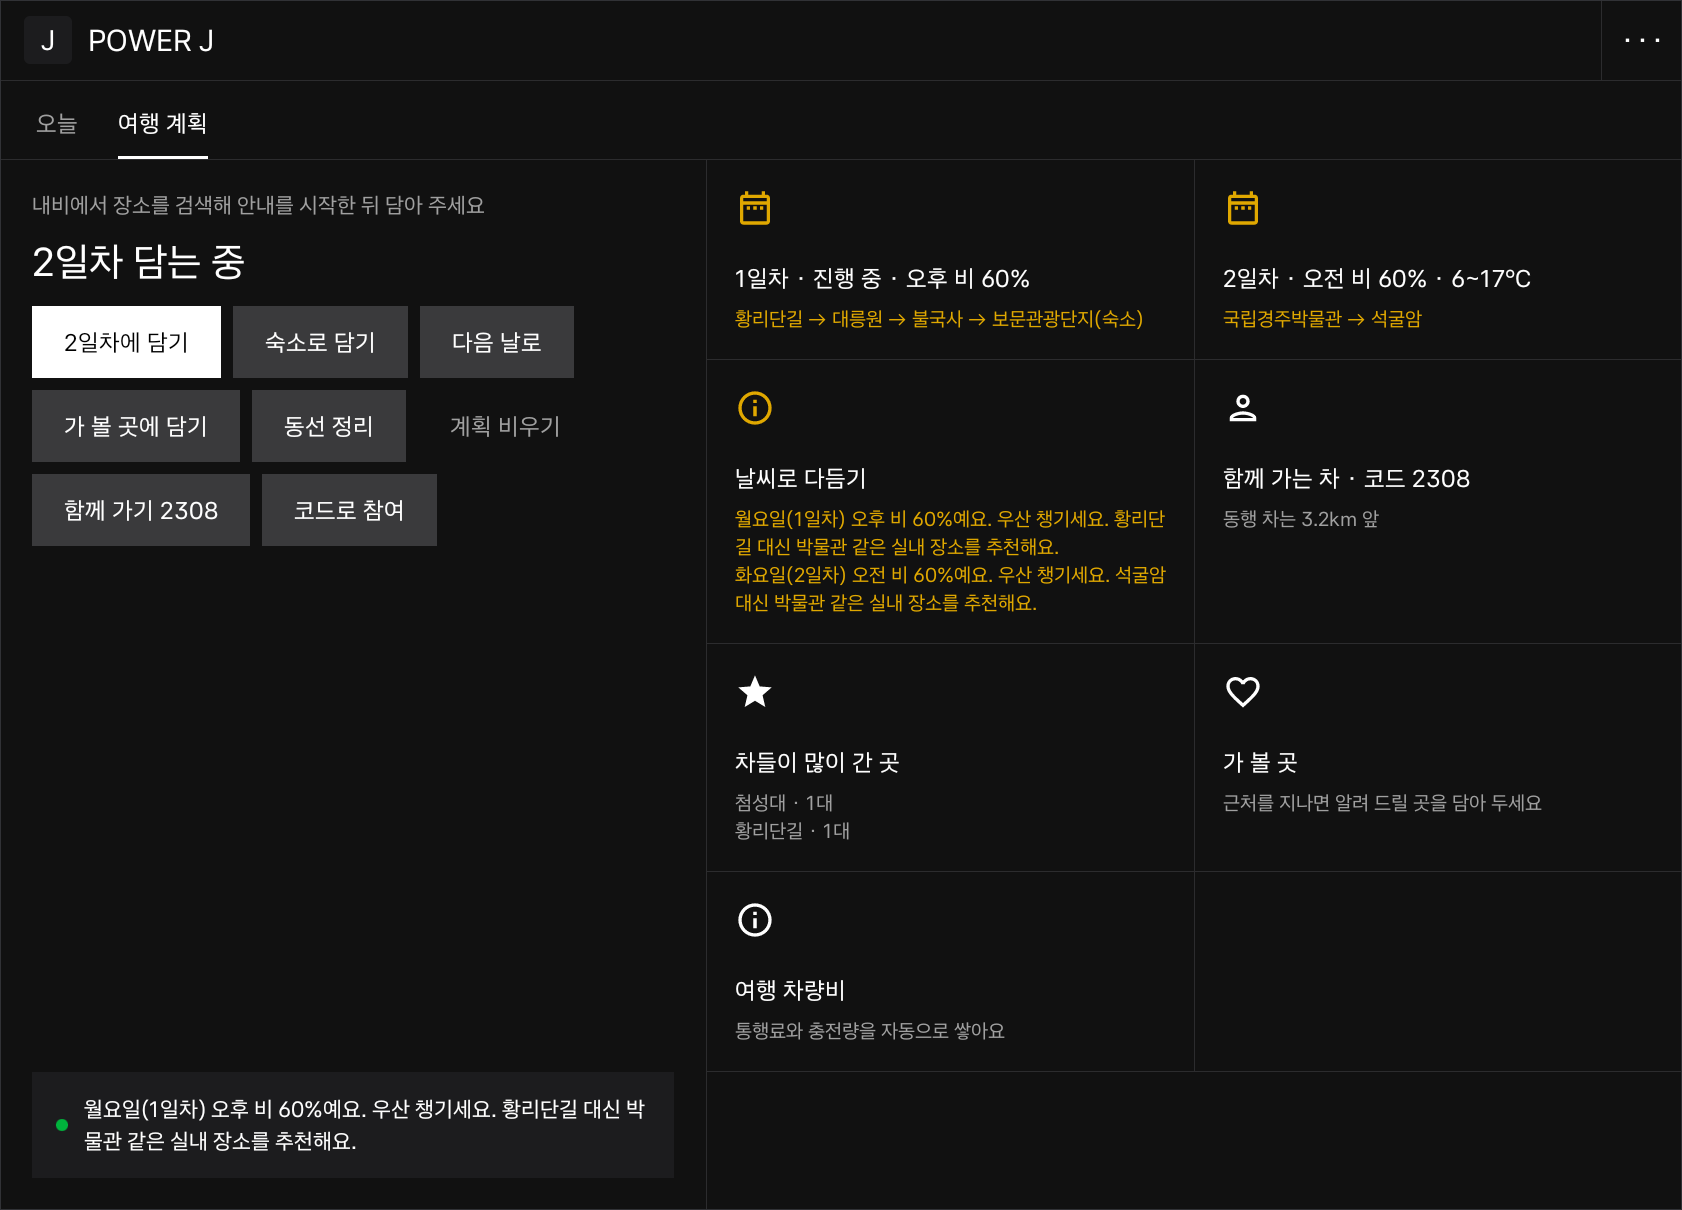 J POWER J
···
오늘 여행 계획
내비에서 장소를 검색해 안내를 시작한 뒤 담아 주세요
2일차 담는 중
2일차에 담기 숙소로 담기 다음 날로
가 볼 곳에 담기 동선 정리 계획 비우기
함께 가기 2308 코드로 참여
월요일(1일차) 오후 비 60%예요. 우산 챙기세요. 황리단길 대신 박
물관 같은 실내 장소를 추천해요.
1일차 · 진행 중 · 오후 비 60%
황리단길 → 대릉원 → 불국사 → 보문관광단지(숙소)
2일차 · 오전 비 60% · 6~17°C
국립경주박물관 → 석굴암
날씨로 다듬기
월요일(1일차) 오후 비 60%예요. 우산 챙기세요. 황리단
길 대신 박물관 같은 실내 장소를 추천해요.
화요일(2일차) 오전 비 60%예요. 우산 챙기세요. 석굴암
대신 박물관 같은 실내 장소를 추천해요.
함께 가는 차 · 코드 2308
동행 차는 3.2km 앞
차들이 많이 간 곳
첨성대 · 1대
황리단길 · 1대
가 볼 곳
근처를 지나면 알려 드릴 곳을 담아 두세요
여행 차량비
통행료와 충전량을 자동으로 쌓아요